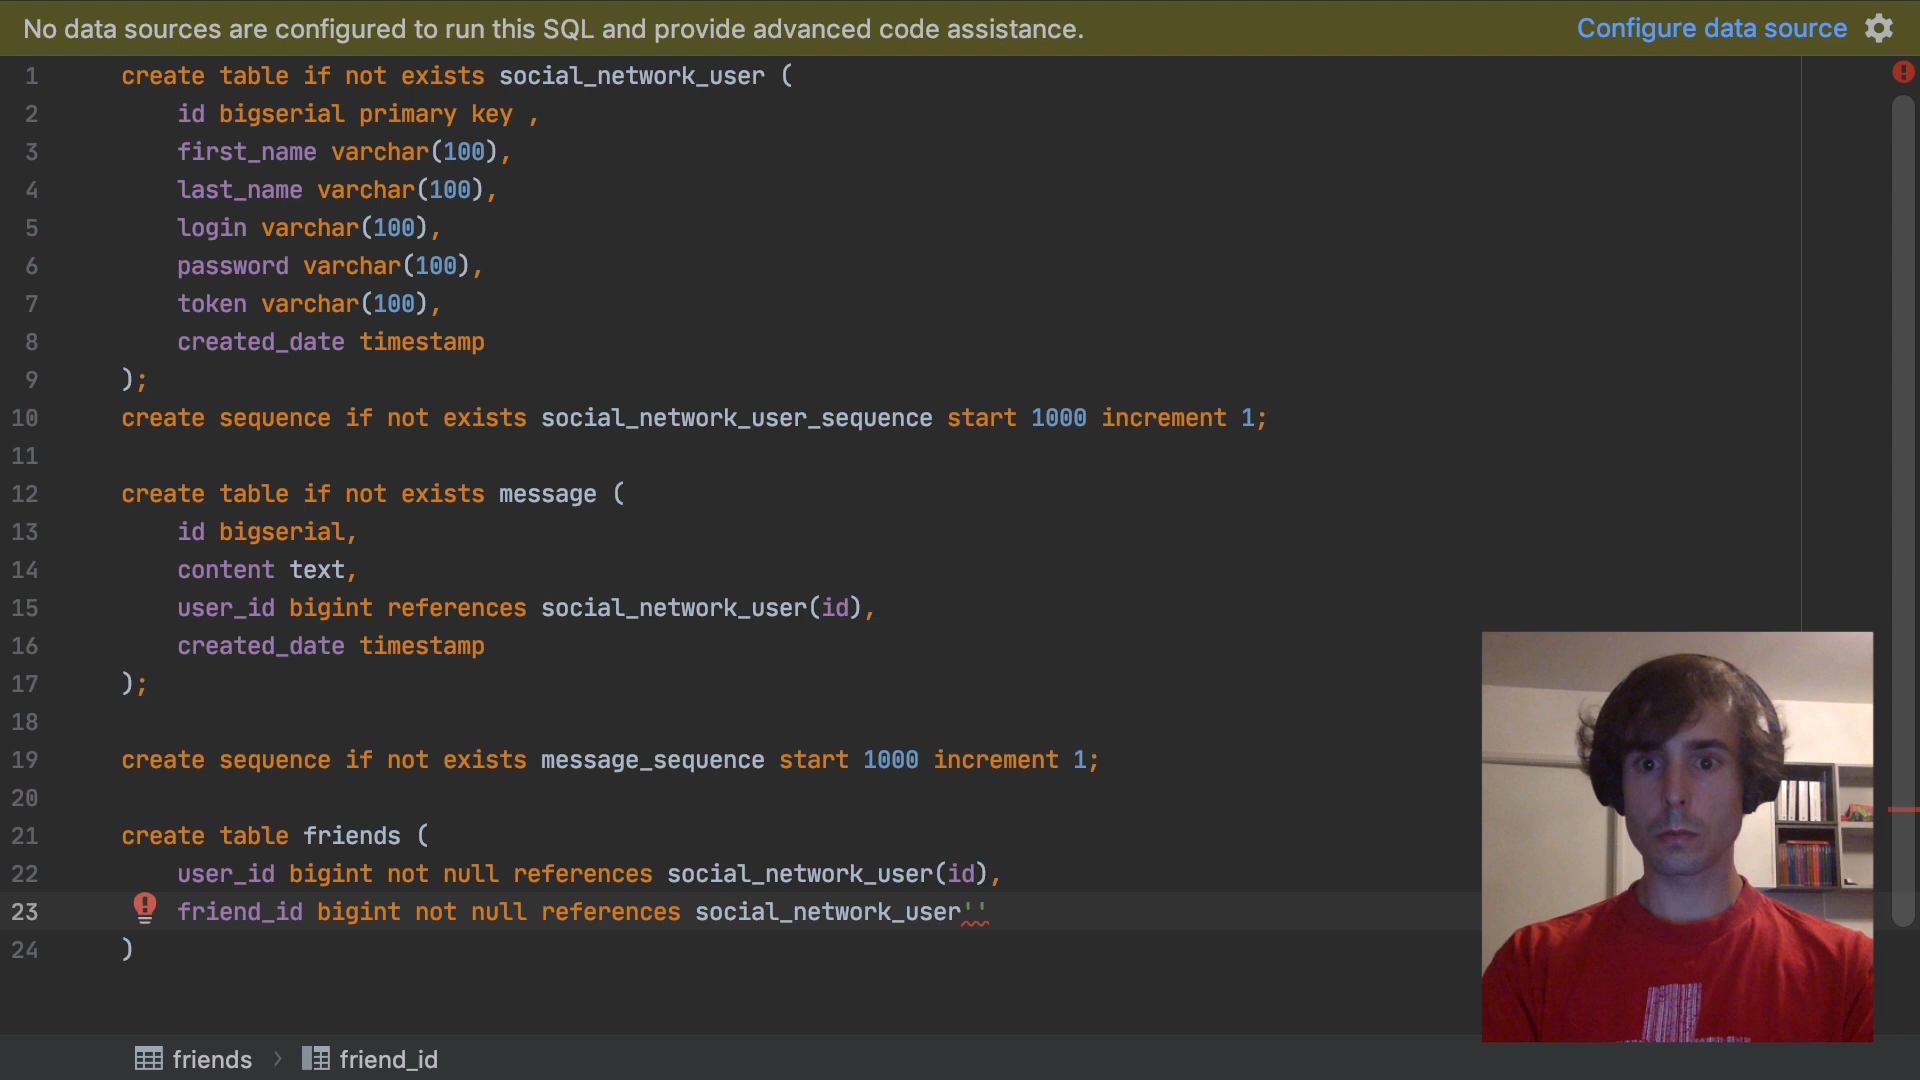 No data sources are configured to run this SQL and provide advanced code assistance. Configure data source
1 create table if not exists social_network_user (
2 id bigserial primary key ,
3 first_name varchar(100),
4 last_name varchar(100),
5 login varchar(100),
6 password varchar(100),
7 token varchar(100),
8 created_date timestamp
9 );
10 create sequence if not exists social_network_user_sequence start 1000 increment 1;
11
12 create table if not exists message (
13 id bigserial,
14 content text,
15 user_id bigint references social_network_user(id),
16 created_date timestamp
17 );
18
19 create sequence if not exists message_sequence start 1000 increment 1;
20
21 create table friends (
22 user_id bigint not null references social_network_user(id),
23 friend_id bigint not null references social_network_user''
24 )
friends > friend_id